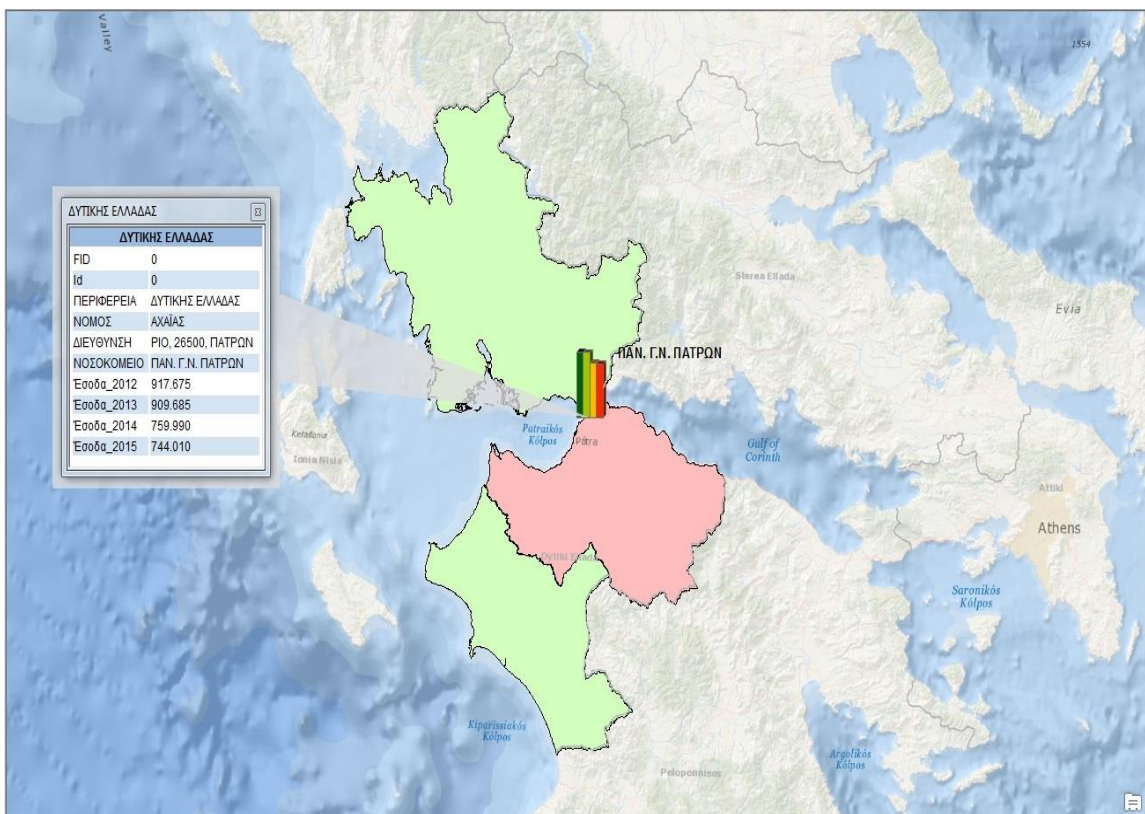 Valley
1554
ΔΥΤΙΚΗΣ ΕΛΛΑΔΑΣ
ΔΥΤΙΚΗΣ ΕΛΛΑΔΑΣ
FID 0
Id 0
ΠΕΡΙΦΕΡΕΙΑ ΔΥΤΙΚΗΣ ΕΛΛΑΔΑΣ
ΝΟΜΟΣ ΑΧΑΪΑΣ
ΔΙΕΥΘΥΝΣΗ ΡΙΟ, 26500, ΠΑΤΡΩΝ
ΝΟΣΟΚΟΜΕΙΟ ΠΑΝ. Γ.Ν. ΠΑΤΡΩΝ
Έσοδα_2012 917.675
Έσοδα_2013 909.685
Έσοδα_2014 759.990
Έσοδα_2015 744.010
Sterea Ellada
Evia
ΠΑΝ. Γ.Ν. ΠΑΤΡΩΝ
Patraikós
Kólpos
Pátra
Gulf of
Corinth
Kefallonia
Ionia Nisia
Attiki
Athens
Dytiki Ellada
Saronikós
Kólpos
Kiparissiakós
Kólpos
Argolikós
Kólpos
Peloponnisos